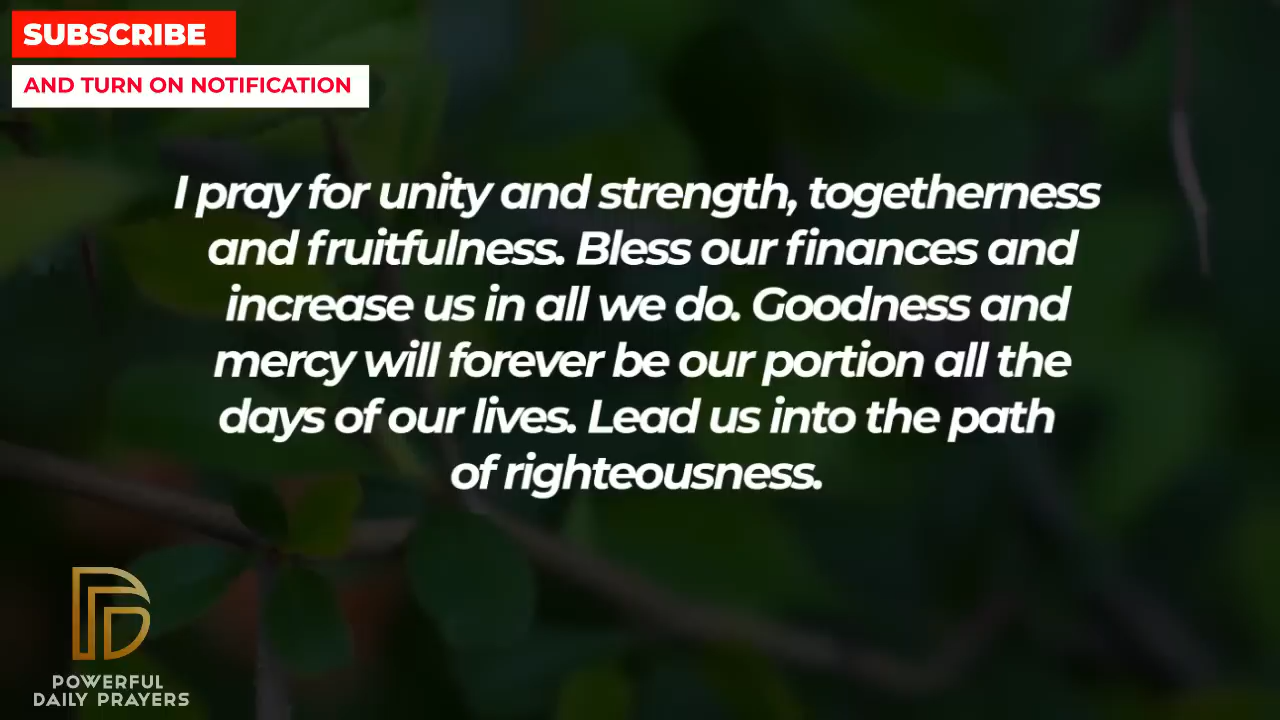 SUBSCRIBE
AND TURN ON NOTIFICATION
I pray for unity and strength, togetherness
and fruitfulness. Bless our finances and
increase us in all we do. Goodness and
mercy will forever be our portion all the
days of our lives. Lead us into the path
of righteousness.
POWERFUL
DAILY PRAYERS